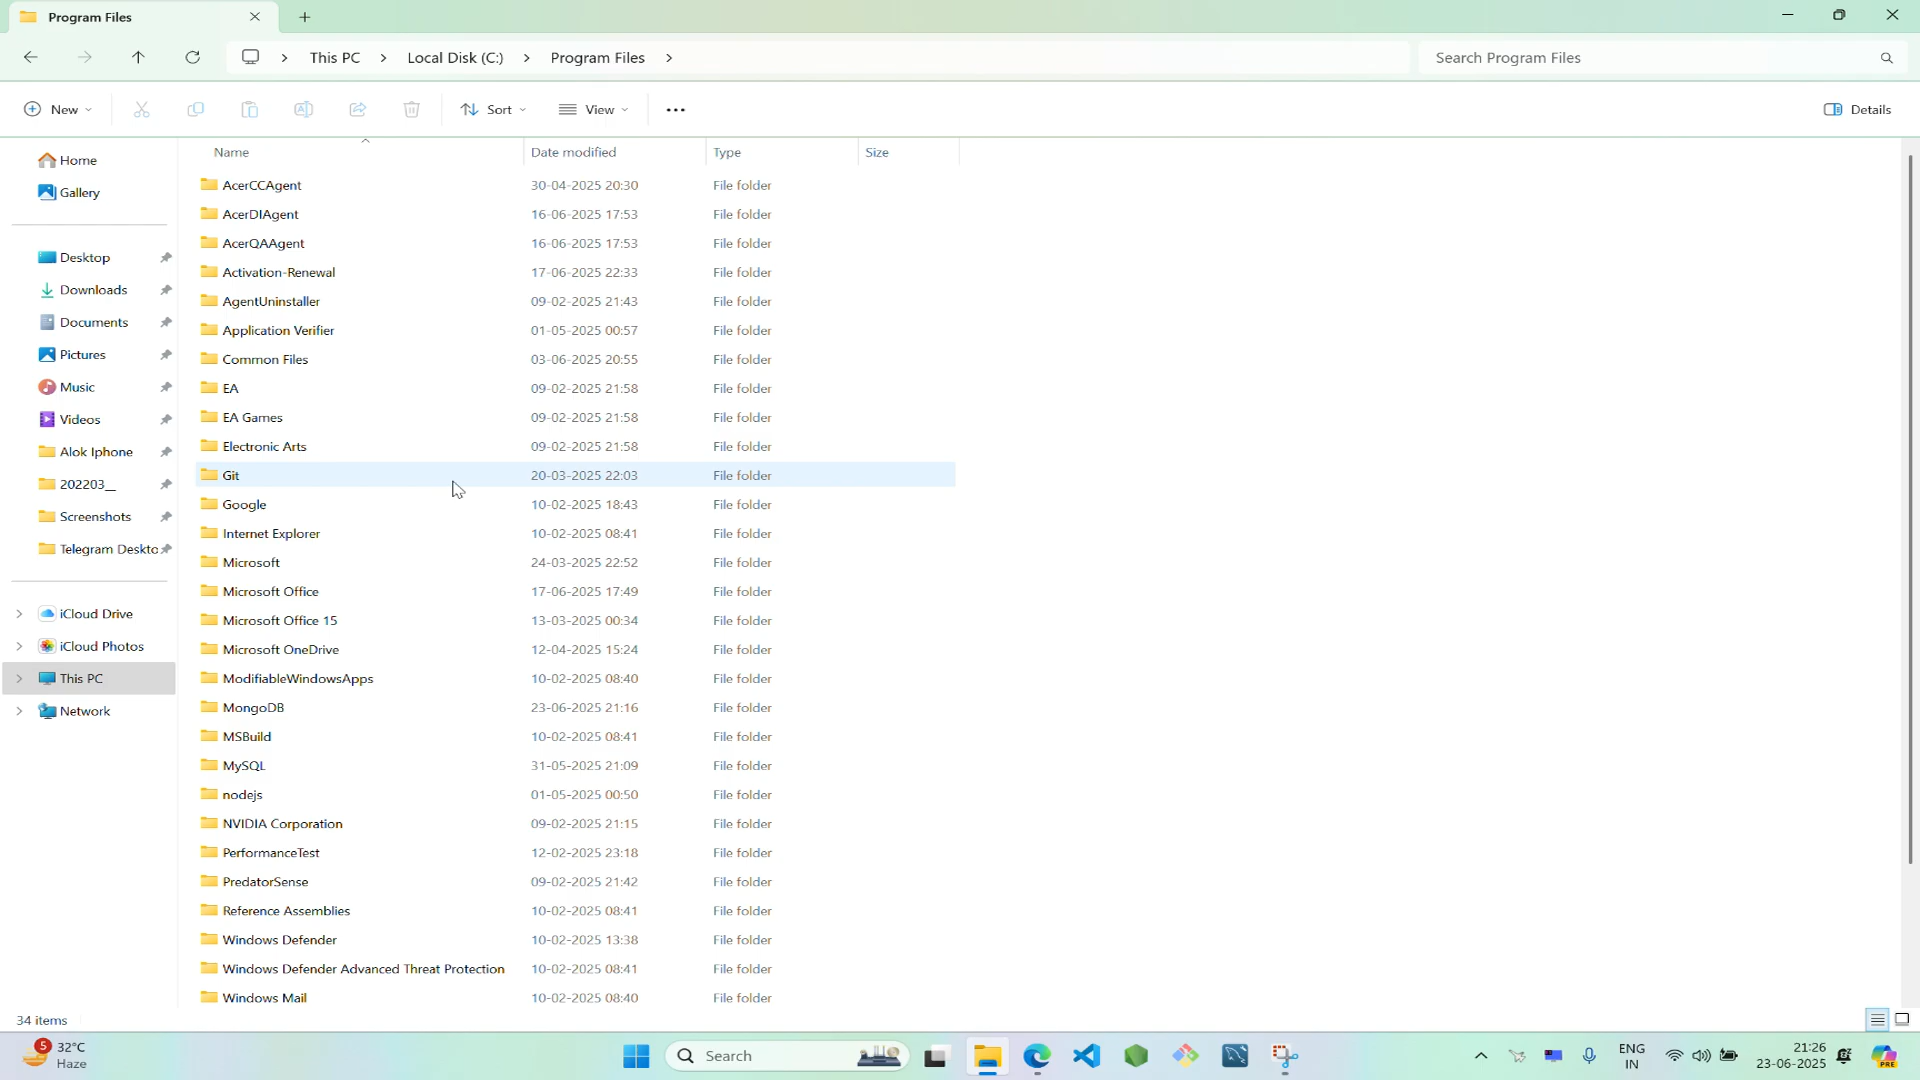 Program Files
This PC > Local Disk (C:) > Program Files >
Search Program Files
New
Sort
View
Details
Home
Gallery
Desktop
Downloads
Documents
Pictures
Music
Videos
Alok Iphone
202203__
Screenshots
Telegram Deskto
iCloud Drive
iCloud Photos
This PC
Network
Name Date modified Type Size
AcerCCAgent 30-04-2025 20:30 File folder
AcerDIAgent 16-06-2025 17:53 File folder
AcerQAAgent 16-06-2025 17:53 File folder
Activation-Renewal 17-06-2025 22:33 File folder
AgentUninstaller 09-02-2025 21:43 File folder
Application Verifier 01-05-2025 00:57 File folder
Common Files 03-06-2025 20:55 File folder
EA 09-02-2025 21:58 File folder
EA Games 09-02-2025 21:58 File folder
Electronic Arts 09-02-2025 21:58 File folder
Git 20-03-2025 22:03 File folder
Google 10-02-2025 18:43 File folder
Internet Explorer 10-02-2025 08:41 File folder
Microsoft 24-03-2025 22:52 File folder
Microsoft Office 17-06-2025 17:49 File folder
Microsoft Office 15 13-03-2025 00:34 File folder
Microsoft OneDrive 12-04-2025 15:24 File folder
ModifiableWindowsApps 10-02-2025 08:40 File folder
MongoDB 23-06-2025 21:16 File folder
MSBuild 10-02-2025 08:41 File folder
MySQL 31-05-2025 21:09 File folder
nodejs 01-05-2025 00:50 File folder
NVIDIA Corporation 09-02-2025 21:15 File folder
PerformanceTest 12-02-2025 23:18 File folder
PredatorSense 09-02-2025 21:42 File folder
Reference Assemblies 10-02-2025 08:41 File folder
Windows Defender 10-02-2025 13:38 File folder
Windows Defender Advanced Threat Protection 10-02-2025 08:41 File folder
Windows Mail 10-02-2025 08:40 File folder
34 items
5
32°C
Haze
Search
ENG
IN
21:26
23-06-2025
PRE